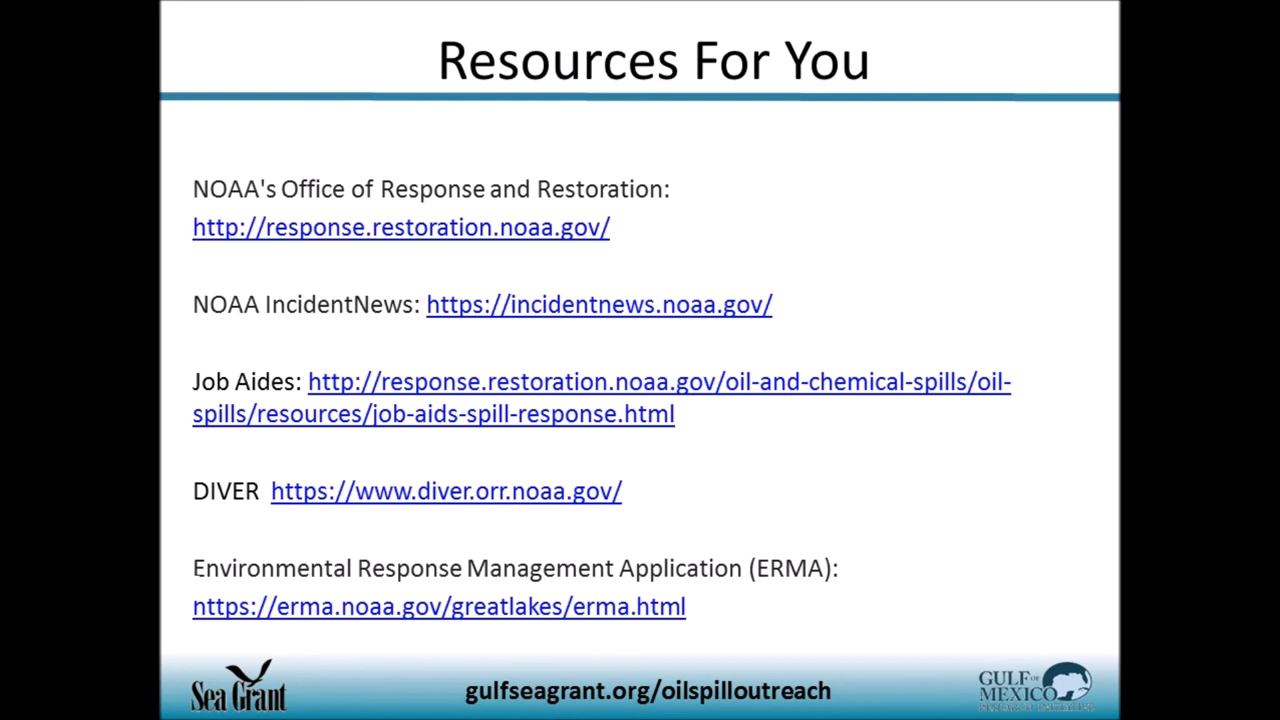 Resources For You
NOAA's Office of Response and Restoration:
http://response.restoration.noaa.gov/
NOAA IncidentNews: https://incidentnews.noaa.gov/
Job Aides: http://response.restoration.noaa.gov/oil-and-chemical-spills/oil-
spills/resources/job-aids-spill-response.html
DIVER https://www.diver.orr.noaa.gov/
Environmental Response Management Application (ERMA):
nttps://erma.noaa.gov/greatlakes/erma.html
Sea Grant
gulfseagrant.org/oilspilloutreach
GULF OF
MEXICO
RESEARCH INITIATIVE